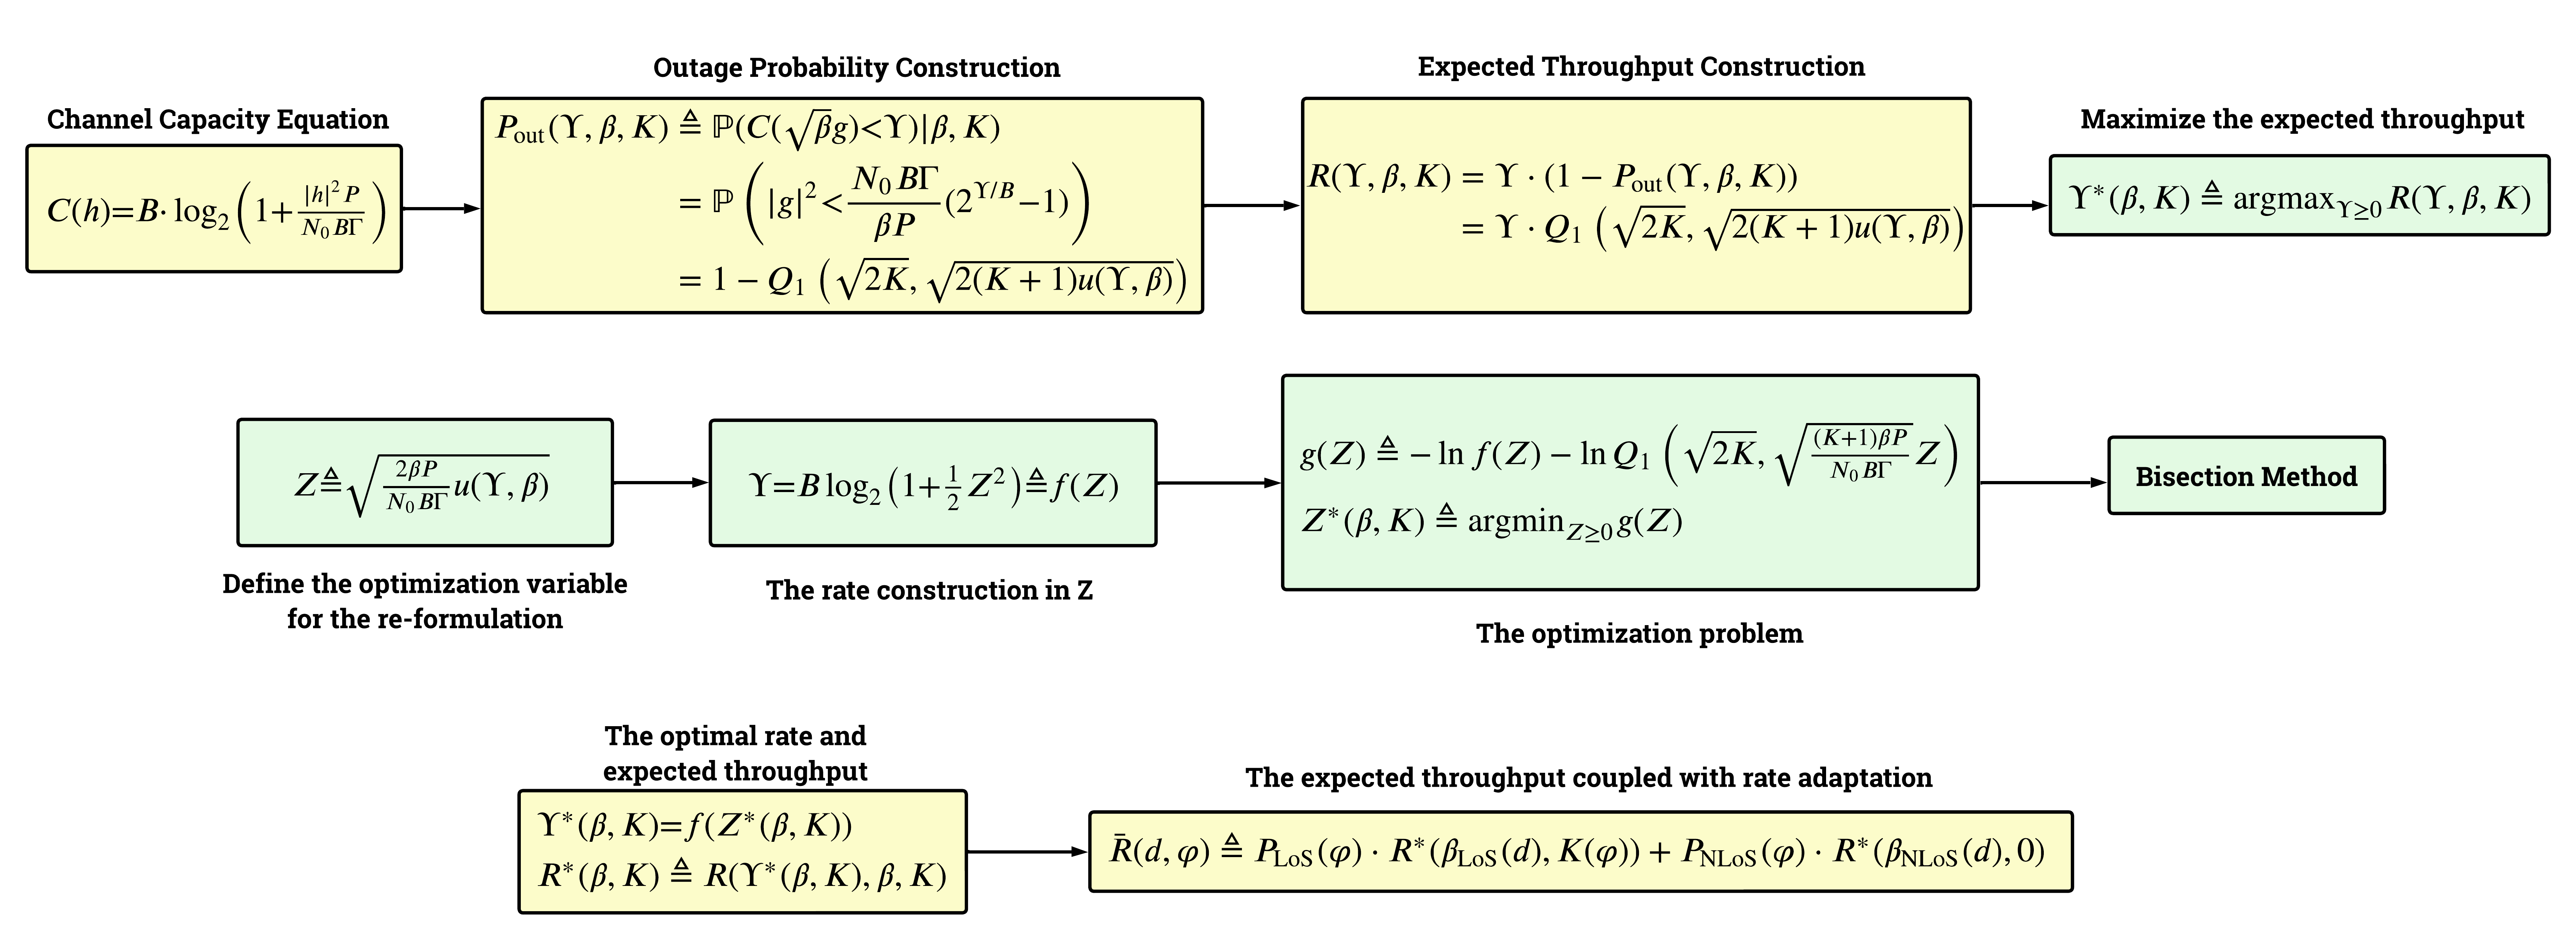 Outage Probability Construction
Expected Throughput Construction
Channel Capacity Equation
Maximize the expected throughput
C(h)=B·log₂(1+|h|²P/(N₀BΓ))
P_out(ϒ, β, K) ≜ ℙ(C(√β g)<ϒ)|β, K)
= ℙ(|g|²< N₀BΓ/(βP) (2^{ϒ/B}−1))
= 1 − Q₁(√(2K), √(2(K + 1)u(ϒ, β)))
R(ϒ, β, K) = ϒ · (1 − P_out(ϒ, β, K))
= ϒ · Q₁(√(2K), √(2(K + 1)u(ϒ, β)))
ϒ*(β, K) ≜ argmax_{ϒ≥0} R(ϒ, β, K)
Z≜√(2βP/(N₀BΓ) u(ϒ, β))
ϒ=B log₂(1+½ Z²)≜f(Z)
g(Z) ≜ − ln f(Z) − ln Q₁(√(2K), √((K+1)βP/(N₀BΓ)) Z)
Z*(β, K) ≜ argmin_{Z≥0} g(Z)
Bisection Method
Define the optimization variable
for the re-formulation
The rate construction in Z
The optimization problem
The optimal rate and
expected throughput
The expected throughput coupled with rate adaptation
ϒ*(β, K)=f(Z*(β, K))
R*(β, K) ≜ R(ϒ*(β, K), β, K)
R̄(d, φ) ≜ P_LoS(φ) · R*(β_LoS(d), K(φ)) + P_NLoS(φ) · R*(β_NLoS(d), 0)